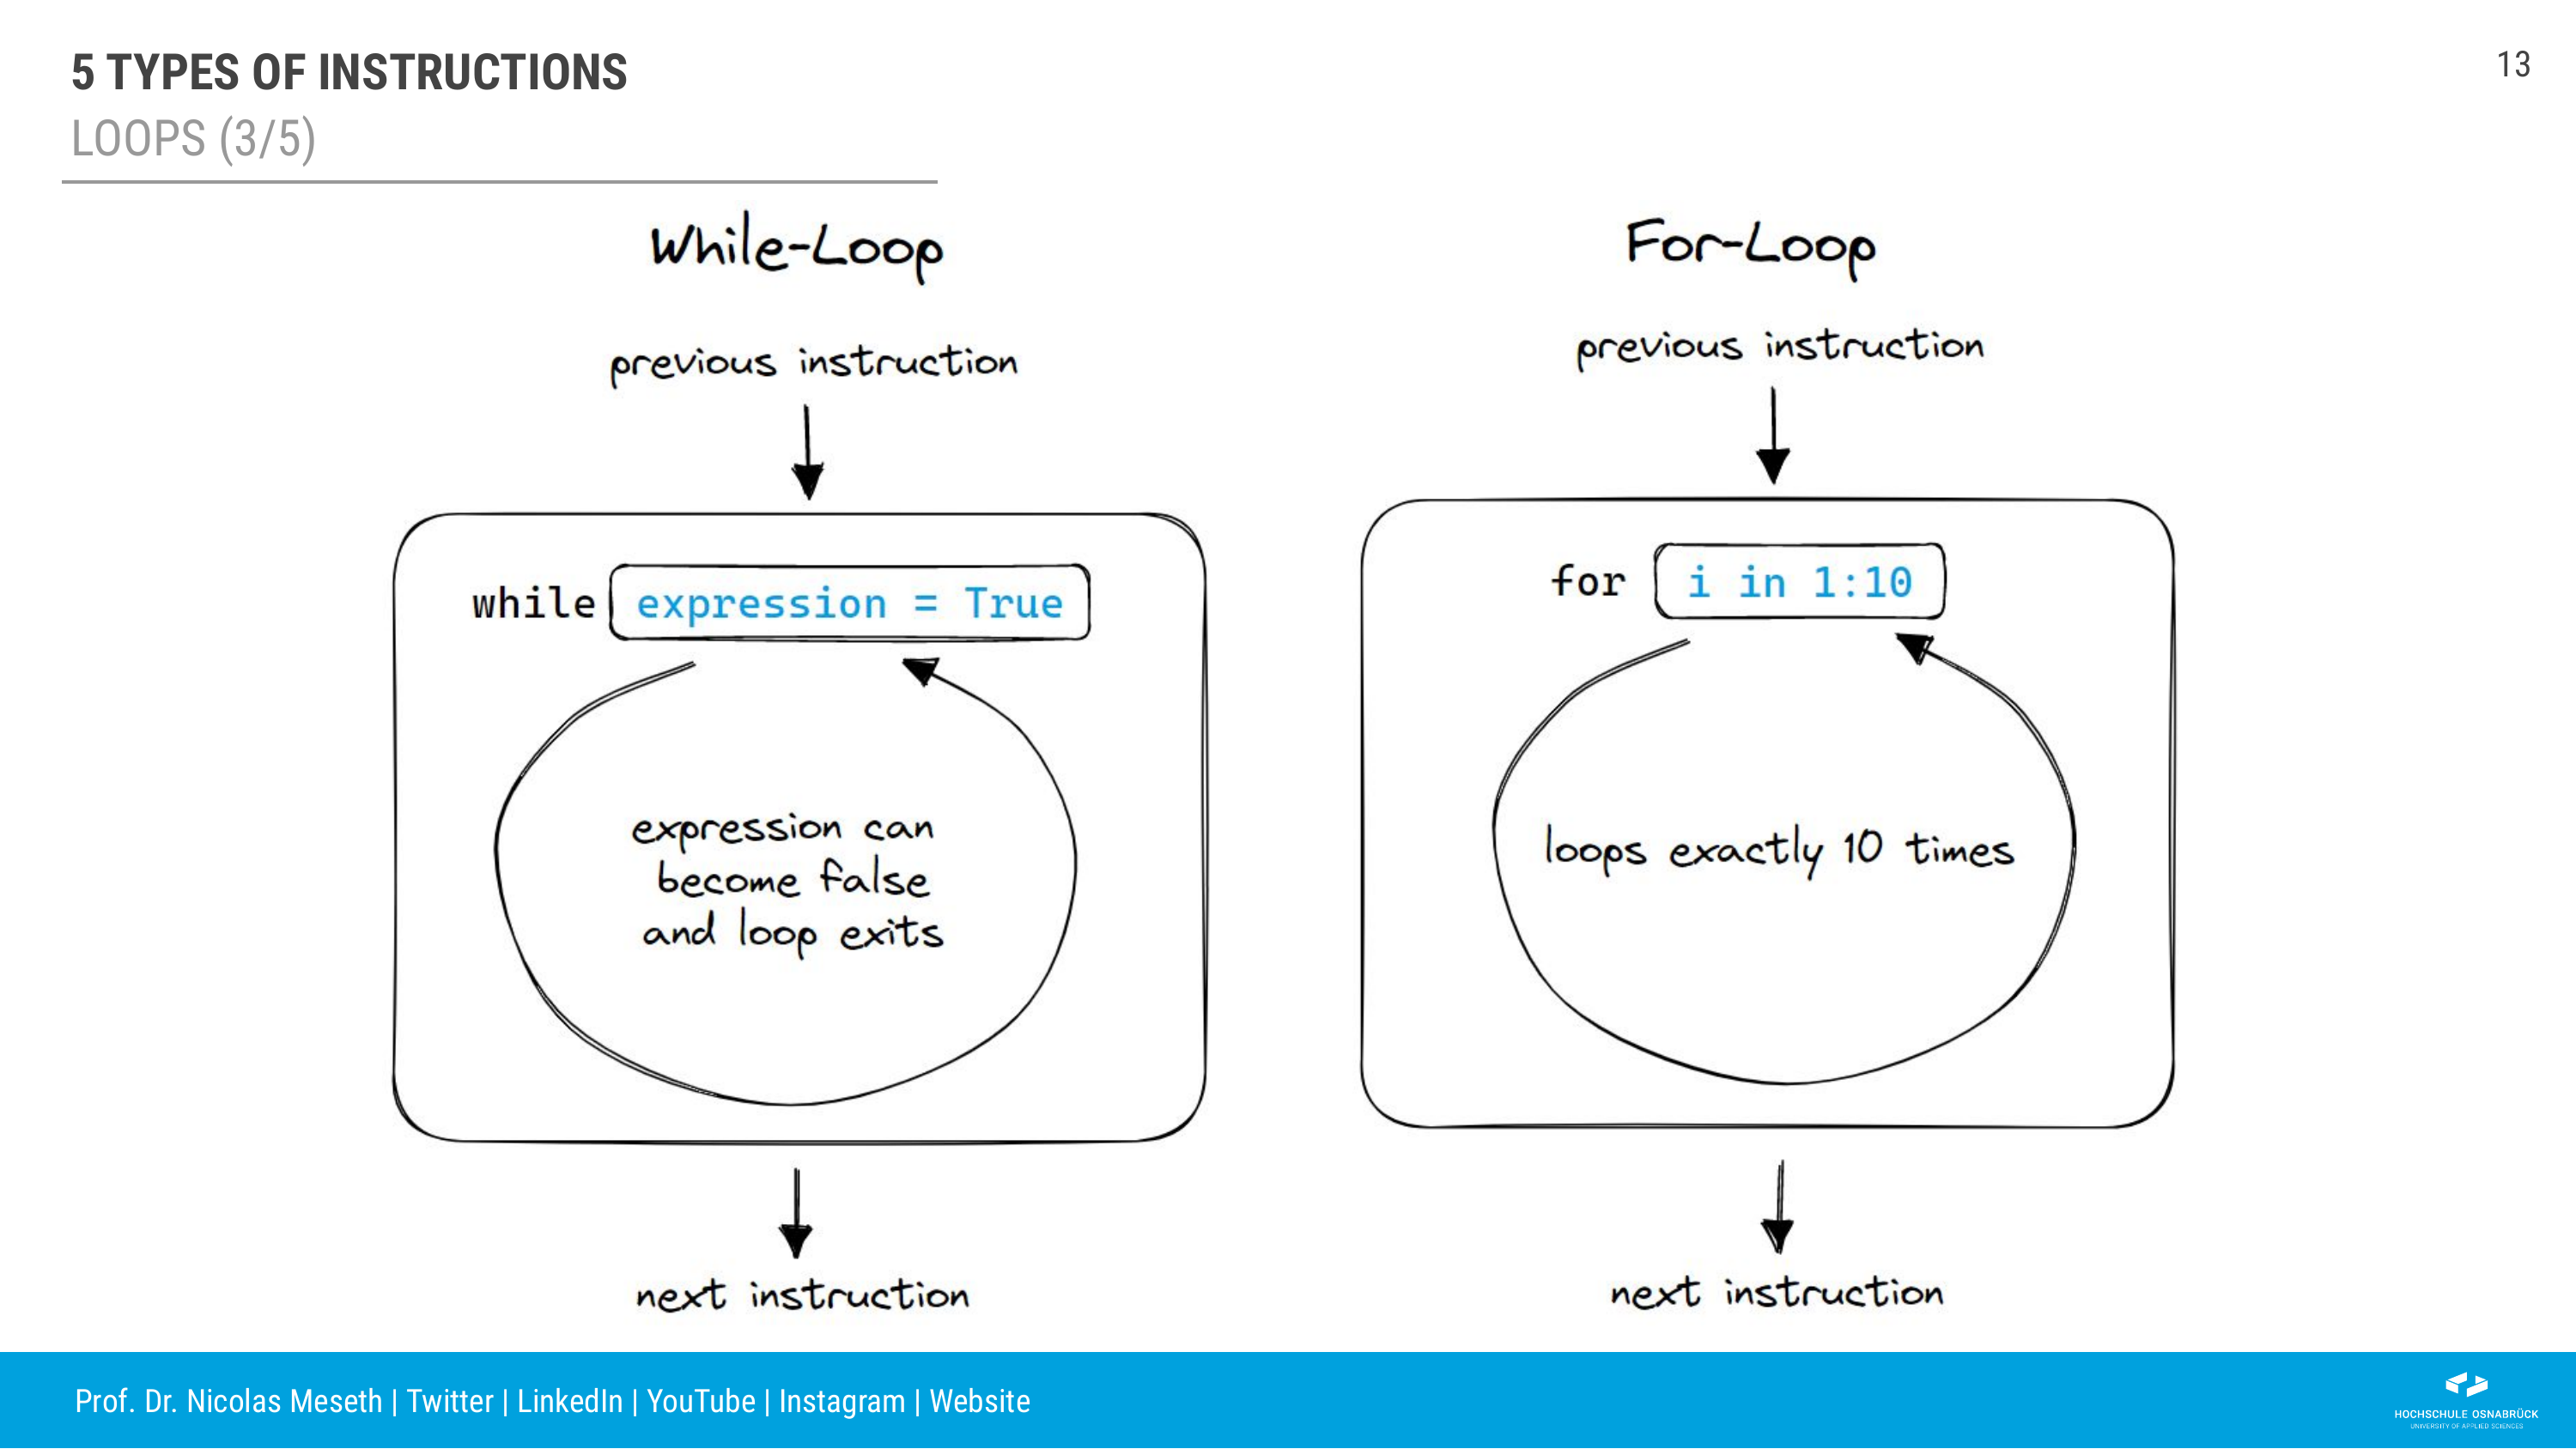 5 TYPES OF INSTRUCTIONS
LOOPS (3/5)
13
While-Loop
previous instruction
while expression = True
expression can
become false
and loop exits
next instruction
For-Loop
previous instruction
for i in 1:10
loops exactly 10 times
next instruction
Prof. Dr. Nicolas Meseth | Twitter | LinkedIn | YouTube | Instagram | Website
HOCHSCHULE OSNABRÜCK
UNIVERSITY OF APPLIED SCIENCES